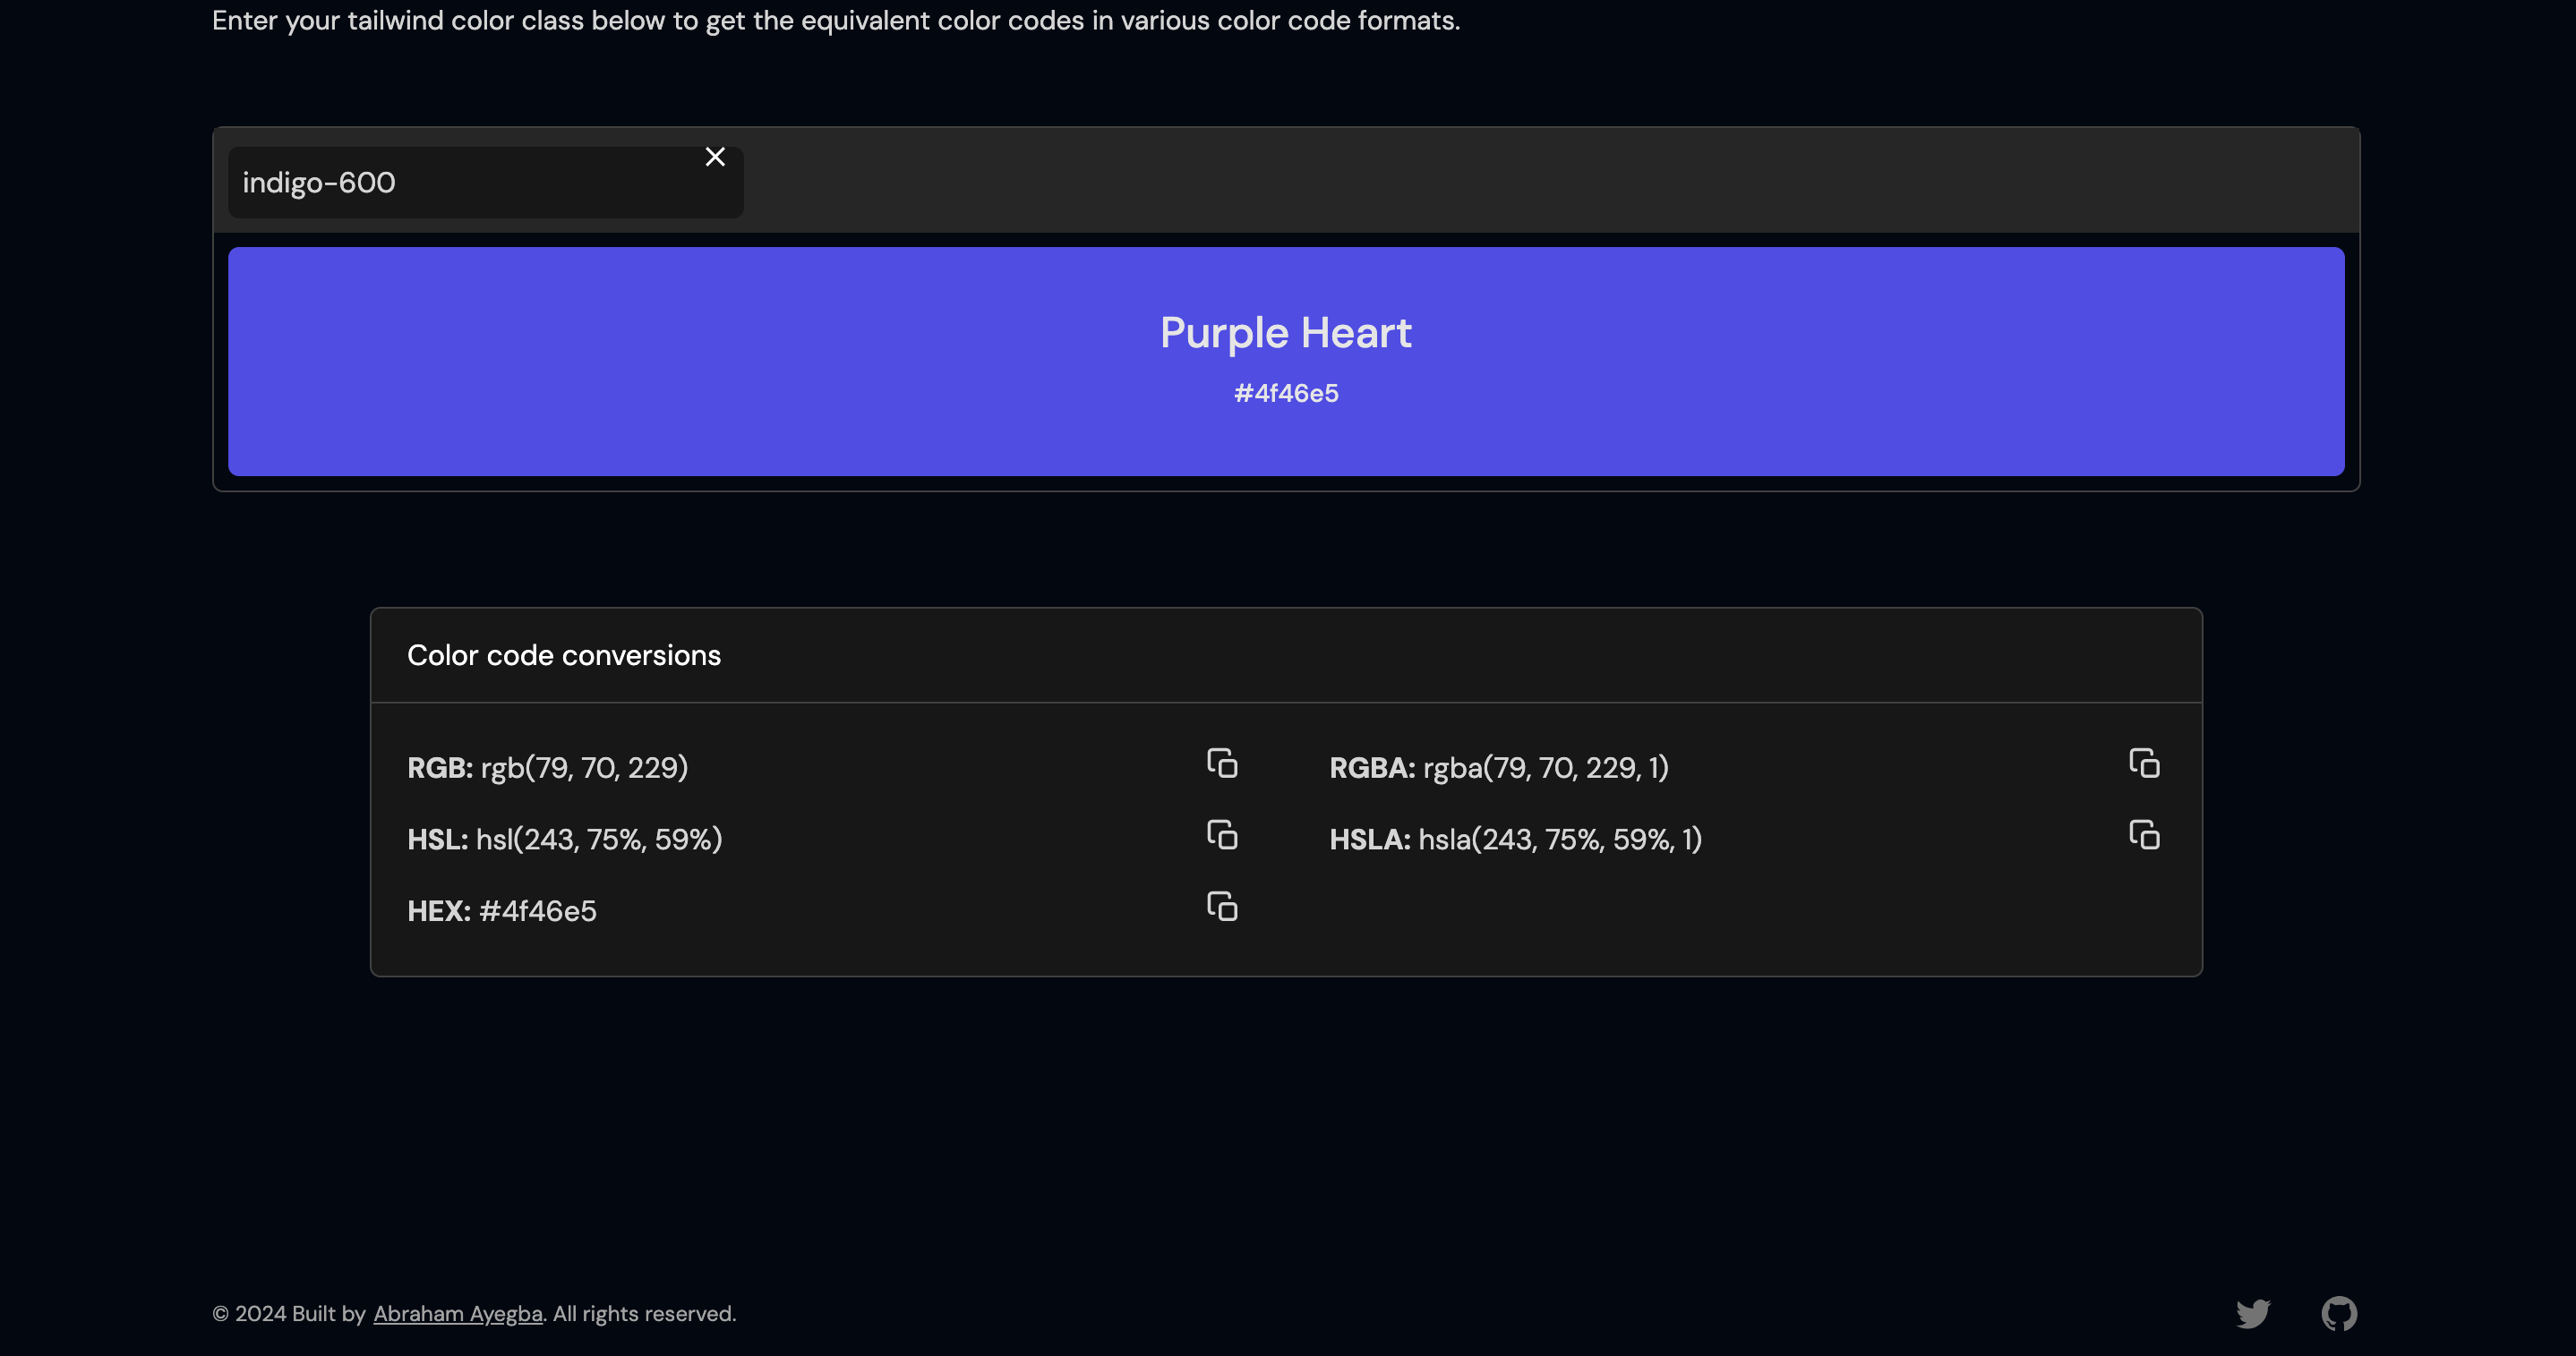 Enter your tailwind color class below to get the equivalent color codes in various color code formats.
indigo-600
Purple Heart
#4f46e5
Color code conversions
RGB: rgb(79, 70, 229)
RGBA: rgba(79, 70, 229, 1)
HSL: hsl(243, 75%, 59%)
HSLA: hsla(243, 75%, 59%, 1)
HEX: #4f46e5
© 2024 Built by Abraham Ayegba. All rights reserved.